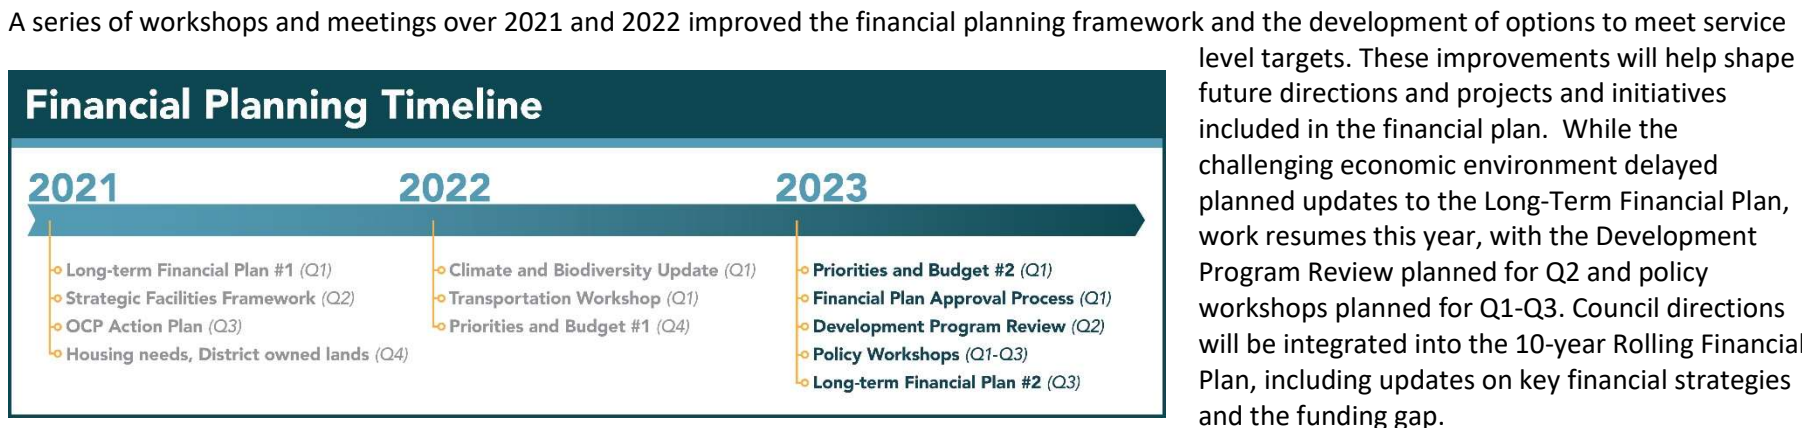 A series of workshops and meetings over 2021 and 2022 improved the financial planning framework and the development of options to meet service
level targets. These improvements will help shape
future directions and projects and initiatives
included in the financial plan.  While the
challenging economic environment delayed
planned updates to the Long-Term Financial Plan,
work resumes this year, with the Development
Program Review planned for Q2 and policy
workshops planned for Q1-Q3. Council directions
will be integrated into the 10-year Rolling Financial
Plan, including updates on key financial strategies
and the funding gap.
Financial Planning Timeline
2021
Long-term Financial Plan #1 (Q1)
Strategic Facilities Framework (Q2)
OCP Action Plan (Q3)
Housing needs, District owned lands (Q4)
2022
Climate and Biodiversity Update (Q1)
Transportation Workshop (Q1)
Priorities and Budget #1 (Q4)
2023
Priorities and Budget #2 (Q1)
Financial Plan Approval Process (Q1)
Development Program Review (Q2)
Policy Workshops (Q1-Q3)
Long-term Financial Plan #2 (Q3)